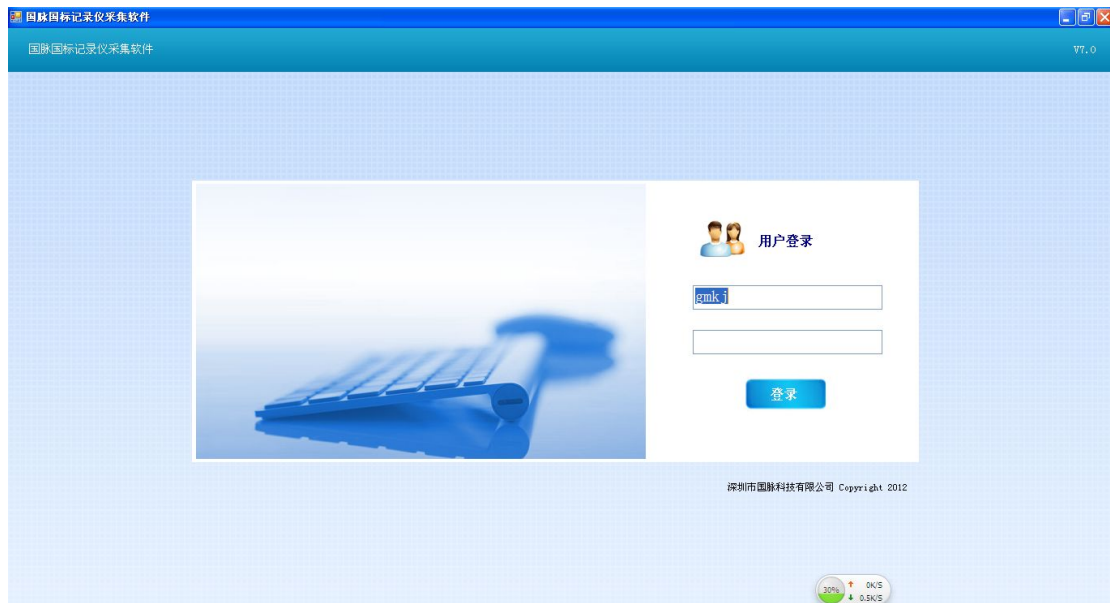 国脉国标记录仪采集软件
国脉国标记录仪采集软件
V7.0
用户登录
gmkj
登录
深圳市国脉科技有限公司 Copyright 2012
30%
0K/S
0.5K/S